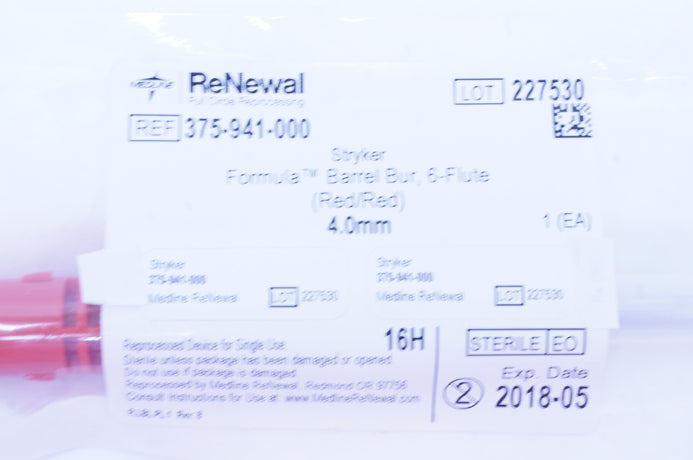 MEDLINE ReNewal
Full Circle Reprocessing
LOT 227530
REF 375-941-000
Stryker
Formula™ Barrel Bur, 6-Flute
(Red/Red)
4.0mm
1 (EA)
Stryker
375-941-000
Medline ReNewal LOT 227530
Stryker
375-941-000
Medline ReNewal LOT 227530
Reprocessed Device for Single Use
Sterile unless package has been damaged or opened.
Do not use if package is damaged.
Reprocessed by Medline ReNewal, Redmond OR 97756
Consult Instructions for Use at: www.MedlineReNewal.com
16H
STERILE EO
Exp. Date
2 2018-05